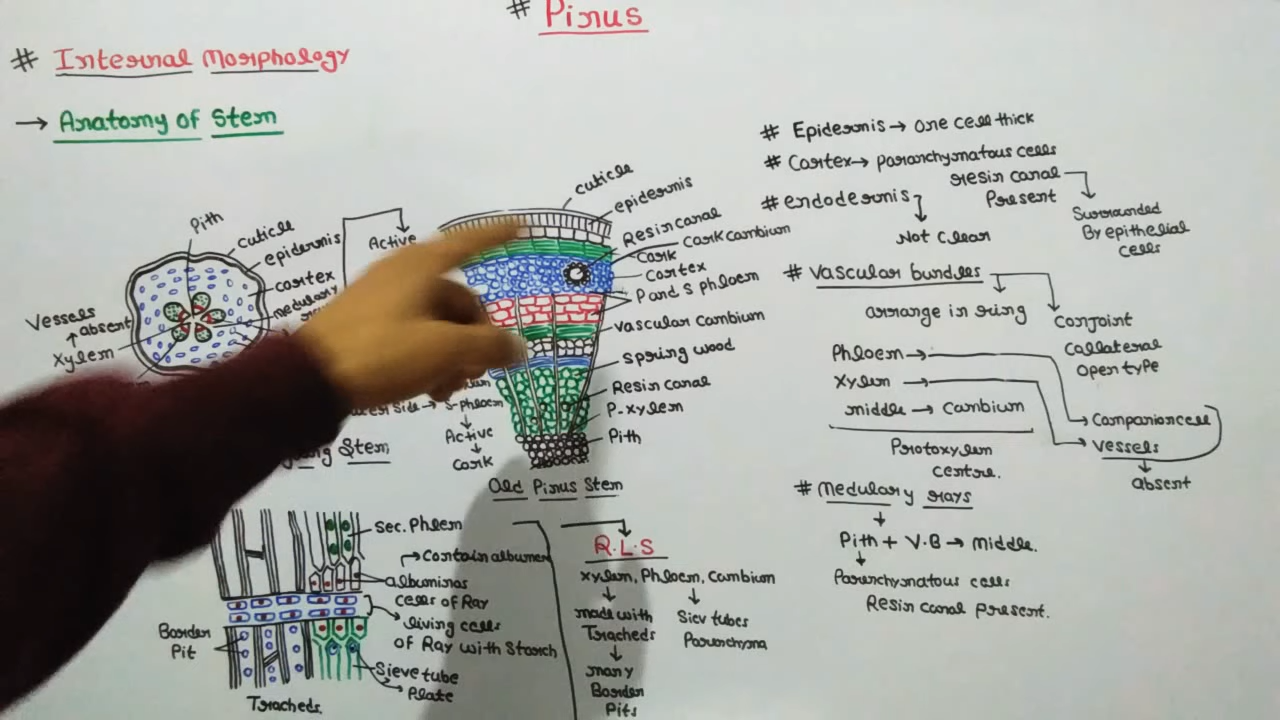 # Pinus
# Internal Morphology
→ Anatomy of Stem
Pith
cuticle
epidermis
cortex
medulary
Vessels
absent
Xylem
Stem
Active
S-phloem
Active
Cork
cuticle
epidermis
Resin canal
Cork cambium
Cork
Cortex
P and S phloem
Vascular Cambium
Spring wood
Resin canal
P-xylem
Pith
Old Pinus Stem
Sec. Phloem
Contain albumen
albuminas
cells of Ray
living cells
of Ray with Starch
Border
Pit
Sieve tube
Plate
Tracheds.
R.L.S
xylem, Phloem, Cambium
made with
Tracheds
many
Border
Pits
Siev tubes
Parenchyma
# Epidermis → one cell thick
# Cortex → paranchymatous cells
resin canal
Present
Surrounded
By epithelial
cells
# endodermis
Not clear
# Vascular bundles
arrange in ring
Conjoint
Collateral
Open type
Phloem →
Xylem →
middle → Cambium
Companion cell
Vessels
absent
Protoxylem
centre.
# Medulary rays
Pith + V.B → middle.
Parenchymatous cells
Resin canal present.